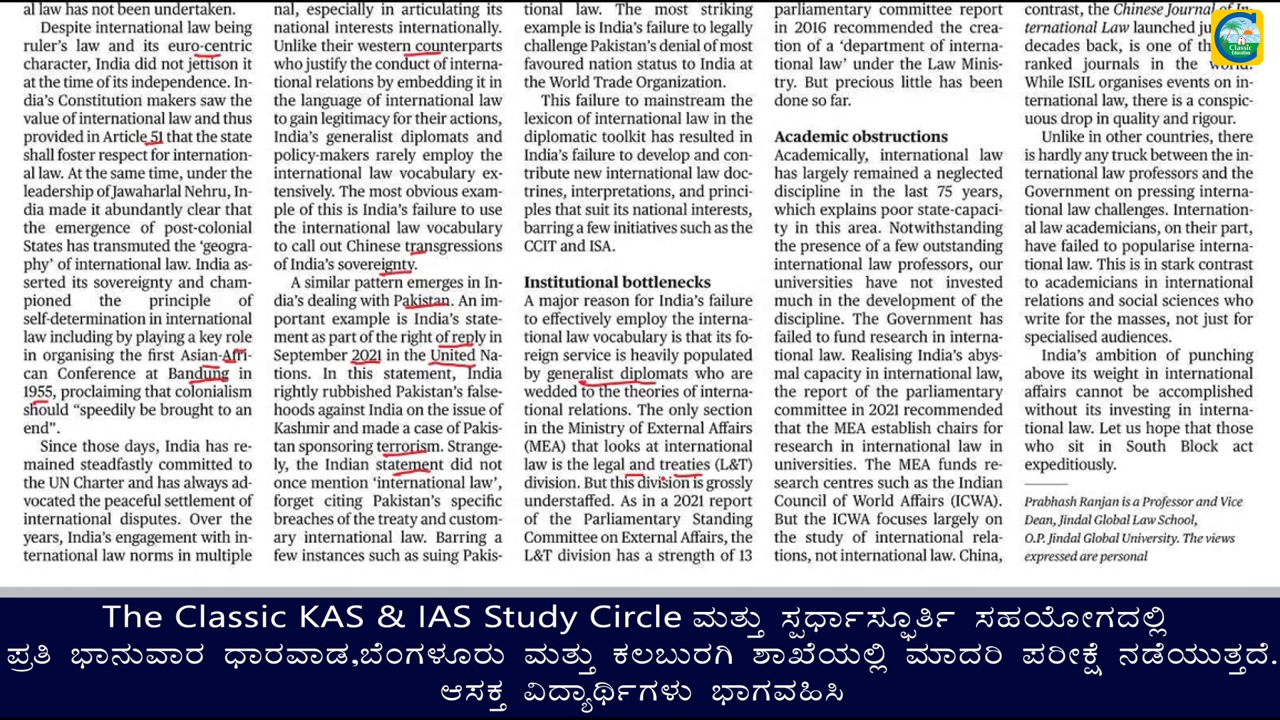 al law has not been undertaken.
Despite international law being
ruler's law and its euro-centric
character, India did not jettison it
at the time of its independence. In-
dia's Constitution makers saw the
value of international law and thus
provided in Article 51 that the state
shall foster respect for internation-
al law. At the same time, under the
leadership of Jawaharlal Nehru, In-
dia made it abundantly clear that
the emergence of post-colonial
States has transmuted the 'geogra-
phy' of international law. India as-
serted its sovereignty and cham-
pioned the principle of
self-determination in international
law including by playing a key role
in organising the first Asian-Afri-
can Conference at Bandung in
1955, proclaiming that colonialism
should "speedily be brought to an
end".
Since those days, India has re-
mained steadfastly committed to
the UN Charter and has always ad-
vocated the peaceful settlement of
international disputes. Over the
years, India's engagement with in-
ternational law norms in multiple
nal, especially in articulating its
national interests internationally.
Unlike their western counterparts
who justify the conduct of interna-
tional relations by embedding it in
the language of international law
to gain legitimacy for their actions,
India's generalist diplomats and
policy-makers rarely employ the
international law vocabulary ex-
tensively. The most obvious exam-
ple of this is India's failure to use
the international law vocabulary
to call out Chinese transgressions
of India's sovereignty.
A similar pattern emerges in In-
dia's dealing with Pakistan. An im-
portant example is India's state-
ment as part of the right of reply in
September 2021 in the United Na-
tions. In this statement, India
rightly rubbished Pakistan's false-
hoods against India on the issue of
Kashmir and made a case of Pakis-
tan sponsoring terrorism. Strange-
ly, the Indian statement did not
once mention 'international law',
forget citing Pakistan's specific
breaches of the treaty and custom-
ary international law. Barring a
few instances such as suing Pakis-
tional law. The most striking
example is India's failure to legally
challenge Pakistan's denial of most
favoured nation status to India at
the World Trade Organization.
This failure to mainstream the
lexicon of international law in the
diplomatic toolkit has resulted in
India's failure to develop and con-
tribute new international law doc-
trines, interpretations, and princi-
ples that suit its national interests,
barring a few initiatives such as the
CCIT and ISA.
Institutional bottlenecks
A major reason for India's failure
to effectively employ the interna-
tional law vocabulary is that its fo-
reign service is heavily populated
by generalist diplomats who are
wedded to the theories of interna-
tional relations. The only section
in the Ministry of External Affairs
(MEA) that looks at international
law is the legal and treaties (L&T)
division. But this division is grossly
understaffed. As in a 2021 report
of the Parliamentary Standing
Committee on External Affairs, the
L&T division has a strength of 13
parliamentary committee report
in 2016 recommended the crea-
tion of a 'department of interna-
tional law' under the Law Minis-
try. But precious little has been
done so far.
Academic obstructions
Academically, international law
has largely remained a neglected
discipline in the last 75 years,
which explains poor state-capaci-
ty in this area. Notwithstanding
the presence of a few outstanding
international law professors, our
universities have not invested
much in the development of the
discipline. The Government has
failed to fund research in interna-
tional law. Realising India's abys-
mal capacity in international law,
the report of the parliamentary
committee in 2021 recommended
that the MEA establish chairs for
research in international law in
universities. The MEA funds re-
search centres such as the Indian
Council of World Affairs (ICWA).
But the ICWA focuses largely on
the study of international rela-
tions, not international law. China,
contrast, the Chinese Journal of In-
ternational Law launched
decades back, is one of
ranked journals in the world.
While ISIL organises events on in-
ternational law, there is a conspic-
uous drop in quality and rigour.
Unlike in other countries, there
is hardly any truck between the in-
ternational law professors and the
Government on pressing interna-
tional law challenges. Internation-
al law academicians, on their part,
have failed to popularise interna-
tional law. This is in stark contrast
to academicians in international
relations and social sciences who
write for the masses, not just for
specialised audiences.
India's ambition of punching
above its weight in international
affairs cannot be accomplished
without its investing in interna-
tional law. Let us hope that those
who sit in South Block act
expeditiously.
Prabhash Ranjan is a Professor and Vice
Dean, Jindal Global Law School,
O.P. Jindal Global University. The views
expressed are personal
Classic
Education
The Classic KAS & IAS Study Circle ಮತ್ತು ಸ್ಪರ್ಧಾಸ್ಫೂರ್ತಿ ಸಹಯೋಗದಲ್ಲಿ
ಪ್ರತಿ ಭಾನುವಾರ ಧಾರವಾಡ,ಬೆಂಗಳೂರು ಮತ್ತು ಕಲಬುರಗಿ ಶಾಖೆಯಲ್ಲಿ ಮಾದರಿ ಪರೀಕ್ಷೆ ನಡೆಯುತ್ತದೆ.
ಆಸಕ್ತ ವಿದ್ಯಾರ್ಥಿಗಳು ಭಾಗವಹಿಸಿ